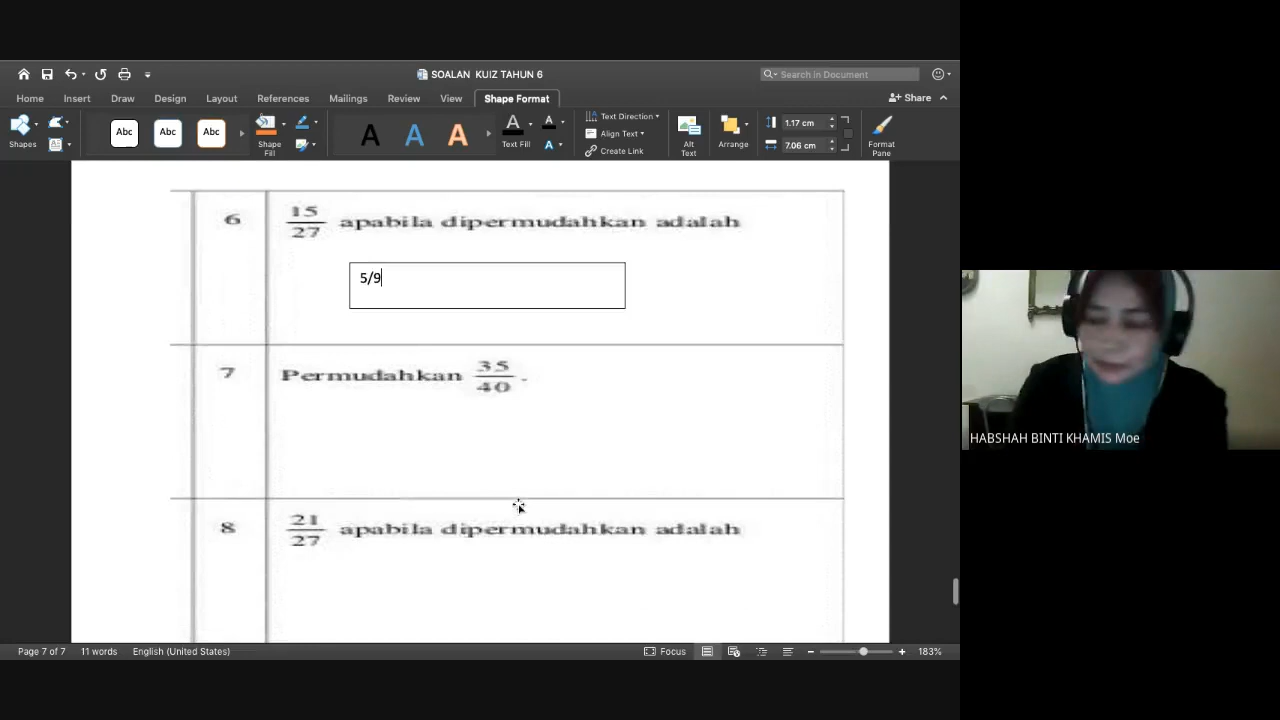 SOALAN KUIZ TAHUN 6
Search in Document
Home Insert Draw Design Layout References Mailings Review View Shape Format
Share
Shapes
Abc Abc Abc
Shape Fill
A A A
Text Fill
Text Direction
Align Text
Create Link
Alt Text
Arrange
1.17 cm
7.06 cm
Format Pane
6 15/27 apabila dipermudahkan adalah
5/9
7 Permudahkan 35/40 .
8 21/27 apabila dipermudahkan adalah
HABSHAH BINTI KHAMIS Moe
Page 7 of 7 11 words English (United States) Focus 183%